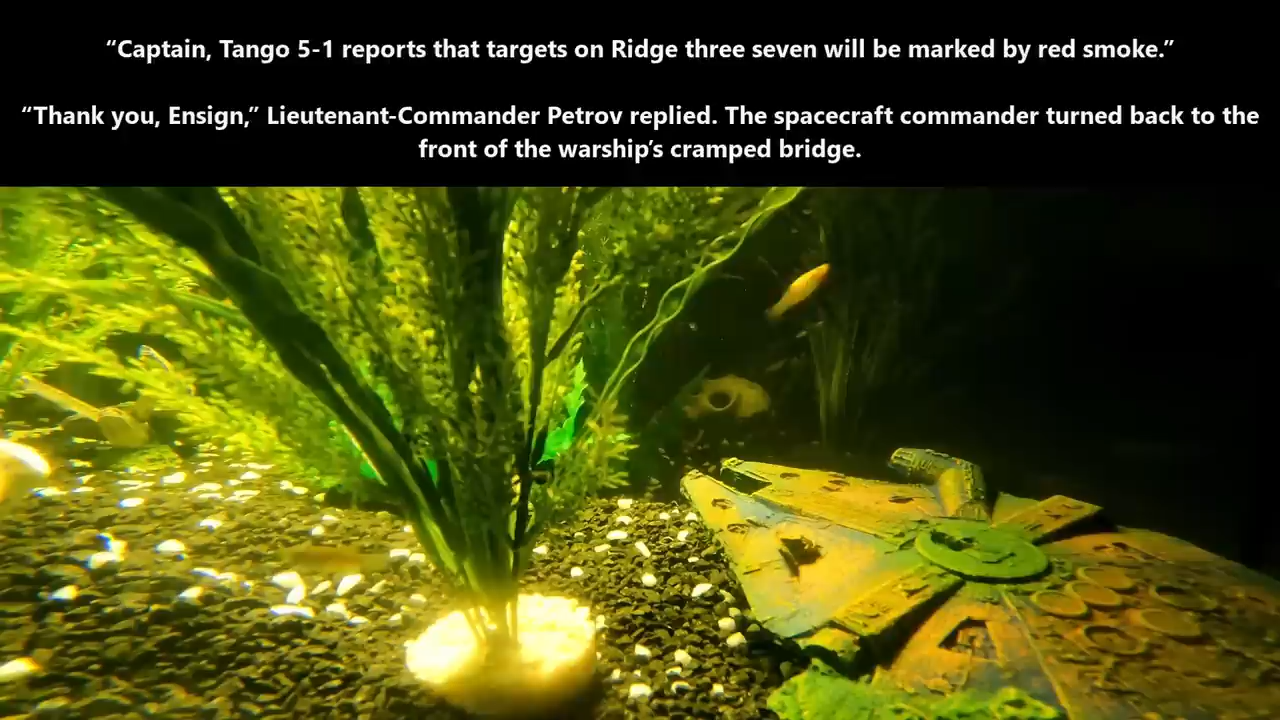 “Captain, Tango 5-1 reports that targets on Ridge three seven will be marked by red smoke.”
“Thank you, Ensign,” Lieutenant-Commander Petrov replied. The spacecraft commander turned back to the
front of the warship’s cramped bridge.